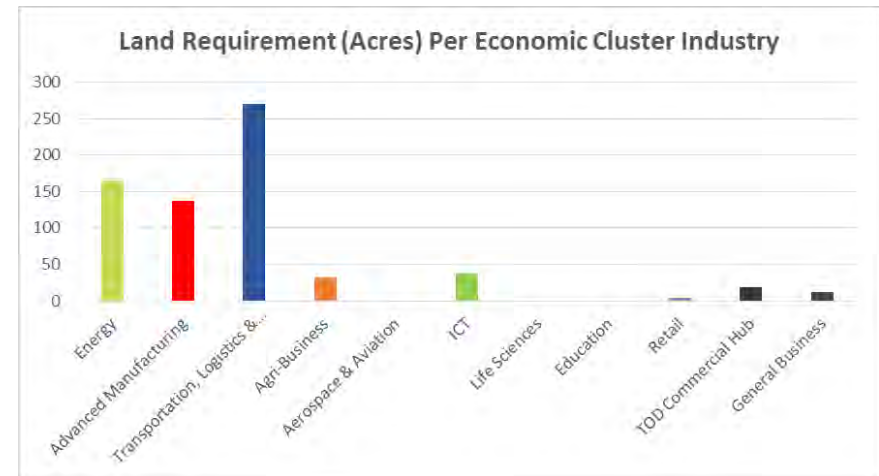 Land Requirement (Acres) Per Economic Cluster Industry
300
250
200
150
100
50
0
Energy
Advanced Manufacturing
Transportation, Logistics &...
Agri-Business
Aerospace & Aviation
ICT
Life Sciences
Education
Retail
TOD Commercial Hub
General Business